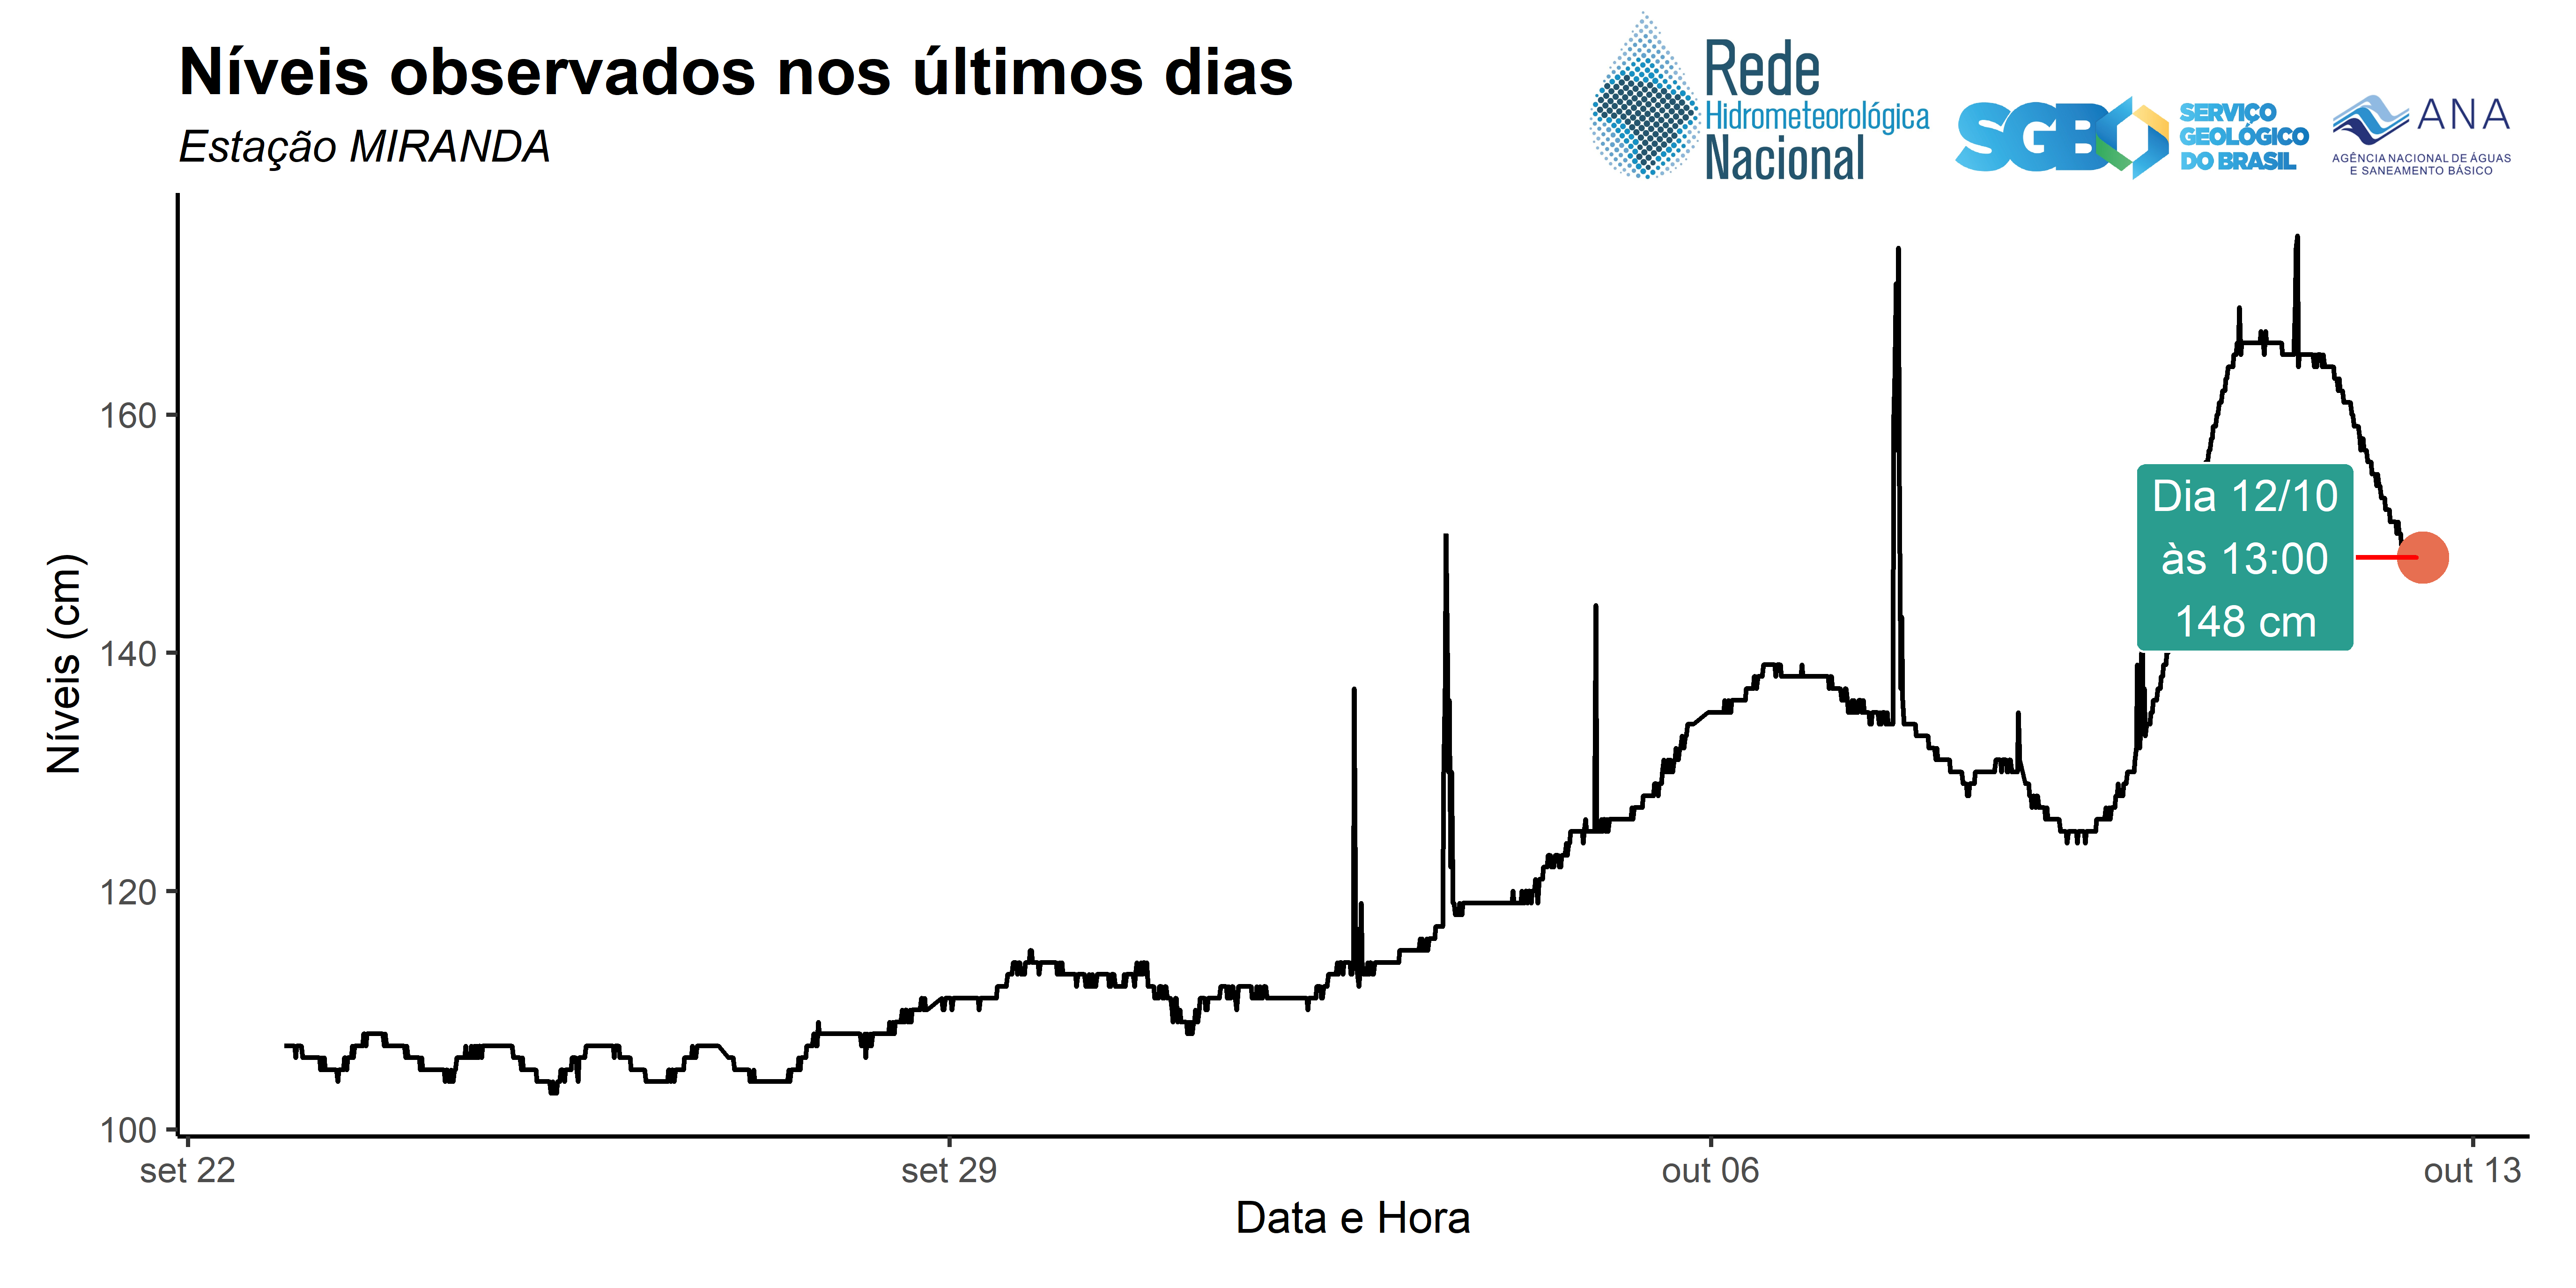 Níveis observados nos últimos dias
Estação MIRANDA
Rede
Hidrometeorológica
Nacional
SGB
SERVIÇO
GEOLÓGICO
DO BRASIL
ANA
AGÊNCIA NACIONAL DE ÁGUAS
E SANEAMENTO BÁSICO
Níveis (cm)
160
140
120
100
Dia 12/10
às 13:00
148 cm
set 22
set 29
out 06
out 13
Data e Hora